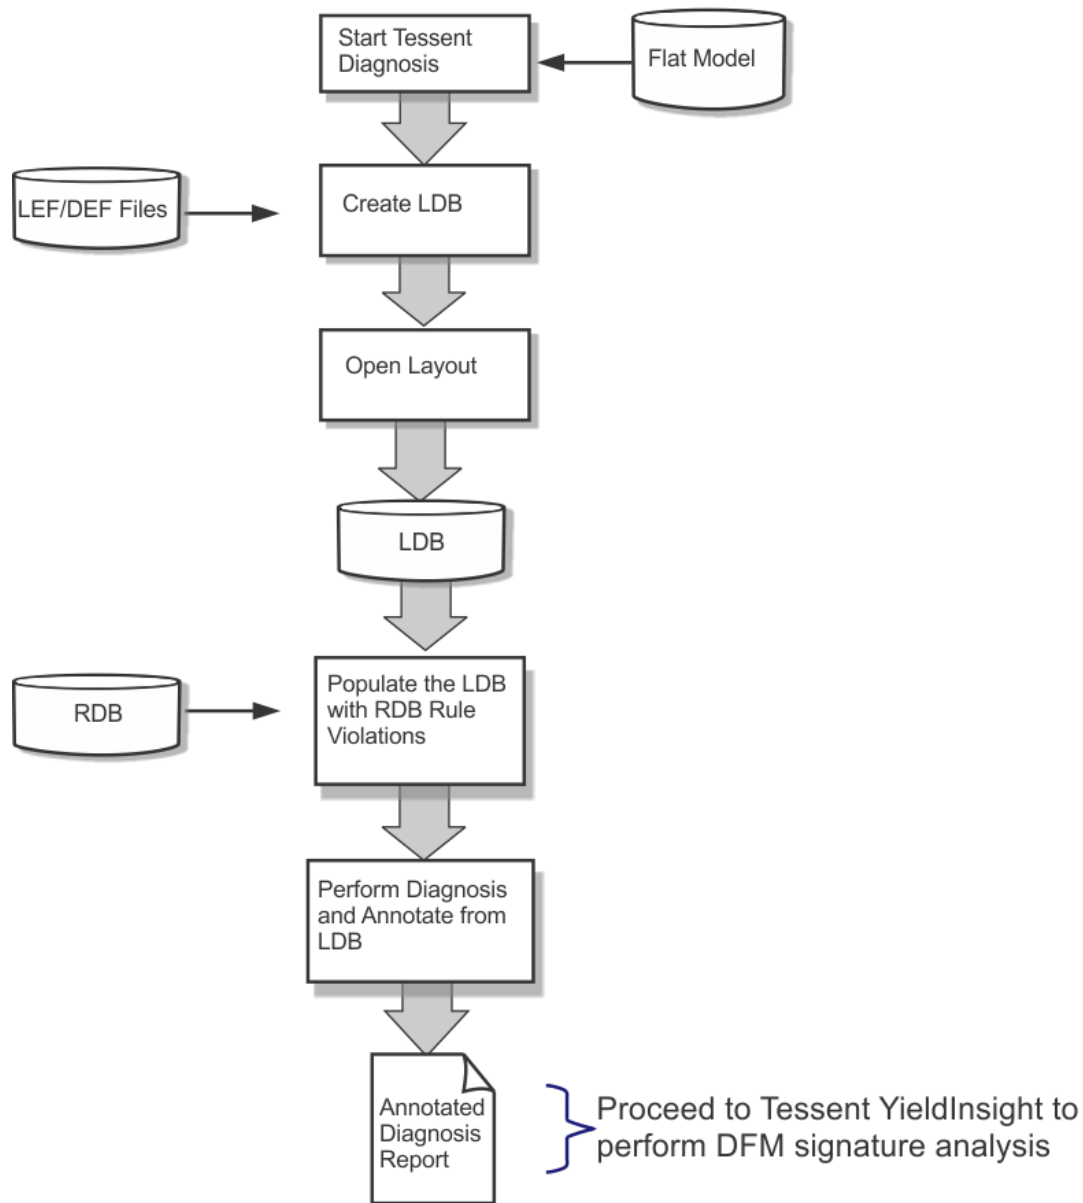 Start Tessent
Diagnosis
Flat Model
LEF/DEF Files
Create LDB
Open Layout
LDB
RDB
Populate the LDB
with RDB Rule
Violations
Perform Diagnosis
and Annotate from
LDB
Annotated
Diagnosis
Report
Proceed to Tessent YieldInsight to
perform DFM signature analysis